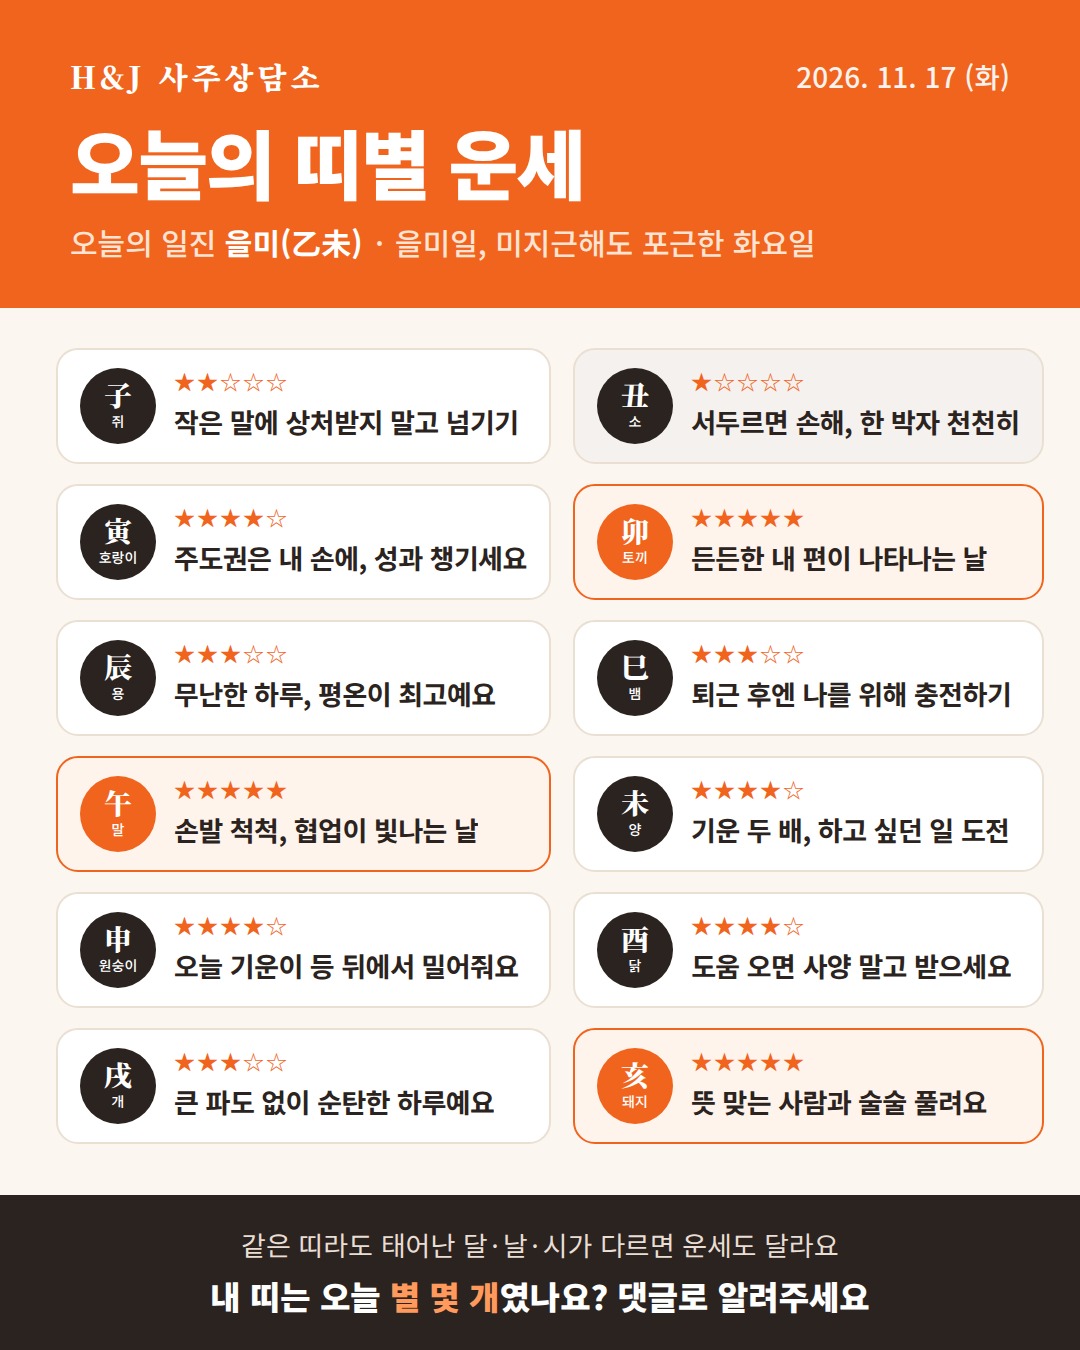 H&J 사주상담소
2026. 11. 17 (화)
오늘의 띠별 운세
오늘의 일진 을미(乙未) · 을미일, 미지근해도 포근한 화요일
子
쥐
★★☆☆☆
작은 말에 상처받지 말고 넘기기
丑
소
★☆☆☆☆
서두르면 손해, 한 박자 천천히
寅
호랑이
★★★★☆
주도권은 내 손에, 성과 챙기세요
卯
토끼
★★★★★
든든한 내 편이 나타나는 날
辰
용
★★★☆☆
무난한 하루, 평온이 최고예요
巳
뱀
★★★☆☆
퇴근 후엔 나를 위해 충전하기
午
말
★★★★★
손발 척척, 협업이 빛나는 날
未
양
★★★★☆
기운 두 배, 하고 싶던 일 도전
申
원숭이
★★★★☆
오늘 기운이 등 뒤에서 밀어줘요
酉
닭
★★★★☆
도움 오면 사양 말고 받으세요
戌
개
★★★☆☆
큰 파도 없이 순탄한 하루예요
亥
돼지
★★★★★
뜻 맞는 사람과 술술 풀려요
같은 띠라도 태어난 달·날·시가 다르면 운세도 달라요
내 띠는 오늘 별 몇 개였나요? 댓글로 알려주세요